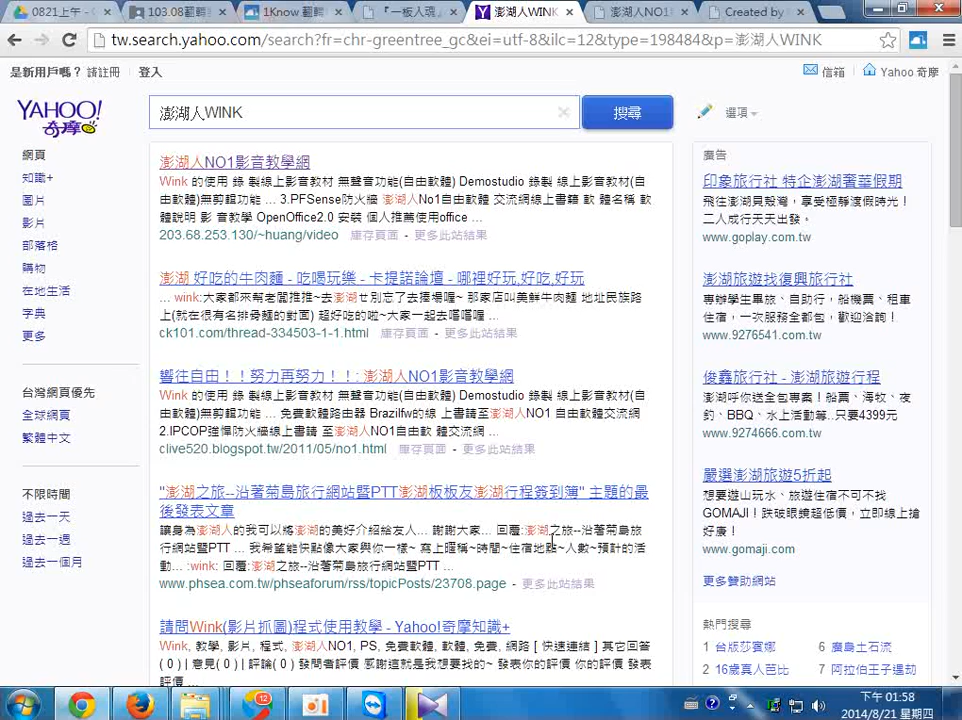 0821上午 - G
103.08翻轉
1Know 翻轉
『一板入魂』
澎湖人WINK
澎湖人NO1
Created by
tw.search.yahoo.com/search?fr=chr-greentree_gc&ei=utf-8&ilc=12&type=198484&p=澎湖人WINK
是新用戶嗎？ 請註冊 登入
信箱
Yahoo 奇摩
YAHOO!
奇摩
澎湖人WINK
搜尋
選項
網頁
知識+
圖片
影片
部落格
購物
在地生活
字典
更多
台灣網頁優先
全球網頁
繁體中文
不限時間
過去一天
過去一週
過去一個月
澎湖人NO1影音教學網
Wink 的使用 錄 製線上影音教材 無聲音功能(自由軟體) Demostudio 錄製 線上影音教材(自
由軟體)無剪輯功能 ... 3.PFSense防火牆 澎湖人No1自由軟體 交流網線上書籍 軟 體名稱 軟
體說明 影 音教學 OpenOffice2.0 安裝 個人推薦使用office ...
203.68.253.130/~huang/video 庫存頁面 - 更多此站結果
澎湖 好吃的牛肉麵 - 吃喝玩樂 - 卡提諾論壇 - 哪裡好玩,好吃,好玩
... wink:大家都來幫老闆推推~去澎湖ㄉ別忘了去捧場喔~ 那家店叫美鮮牛肉麵 地址民族路
上(就在很有名排骨麵的對面) 超好吃的啦~大家一起去嚐嚐喔 ...
ck101.com/thread-334503-1-1.html 庫存頁面 - 更多此站結果
嚮往自由！！努力再努力！！: 澎湖人NO1影音教學網
Wink 的使用 錄 製線上影音教材 無聲音功能(自由軟體) Demostudio 錄製 線上影音教材(自
由軟體)無剪輯功能 ... 免費軟體路由器 Brazilfw的線 上書請至澎湖人NO1 自由軟體交流網
2.IPCOP強悍防火牆線上書請 至澎湖人NO1自由軟 體交流網 ...
clive520.blogspot.tw/2011/05/no1.html 庫存頁面 - 更多此站結果
"澎湖之旅--沿著菊島旅行網站暨PTT澎湖板板友澎湖行程簽到簿" 主題的最
後發表文章
讓身為澎湖人的我可以將澎湖的美好介紹給友人... 謝謝大家... 回覆:澎湖之旅--沿著菊島旅
行網站暨PTT ... 我希望能快點像大家與你一樣~ 寫上暱稱~時間~住宿地點~人數~預計的活
動... :wink: 回覆:澎湖之旅--沿著菊島旅行網站暨PTT ...
www.phsea.com.tw/phseaforum/rss/topicPosts/23708.page - 更多此站結果
請問Wink(影片抓圖)程式使用教學 - Yahoo!奇摩知識+
Wink, 教學, 影片, 程式, 澎湖人NO1, PS, 免費軟體, 軟體, 免費, 網路 [ 快速連結 ] 其它回答
( 0 ) | 意見( 0 ) | 評論( 0 ) 發問者評價 感謝這就是我想要找的~ 發表你的評價 你的評價 發表
評價 ...
廣告
印象旅行社 特企澎湖奢華假期
飛往澎湖貝殼灣，享受極靜渡假時光！
二人成行天天出發。
www.goplay.com.tw
澎湖旅遊找復興旅行社
專辦學生畢旅、自助行，船機票、租車
住宿，一次服務全都包，歡迎洽詢！
www.9276541.com.tw
俊鑫旅行社 - 澎湖旅遊行程
澎湖呼你送全包專案！船票、海牧、夜
釣、BBQ、水上活動等..只要4399元
www.9274666.com.tw
嚴選澎湖旅遊5折起
想要遊山玩水、旅遊住宿不可不找
GOMAJI！跌破眼鏡超低價，立即線上搶
好康！
www.gomaji.com
更多贊助網站
熱門搜尋
1 台版莎賓娜 6 廣島土石流
2 16歲真人芭比 7 阿拉伯王子運劫
12
下午 01:58
2014/8/21 星期四